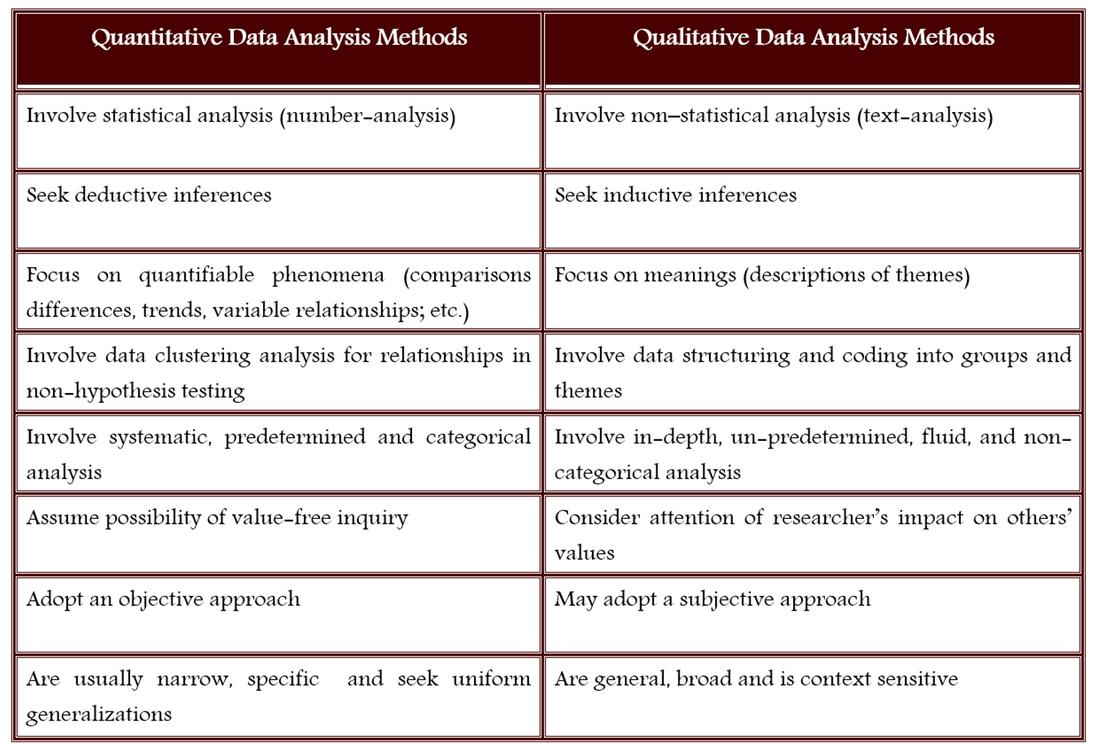 Quantitative Data Analysis Methods
Qualitative Data Analysis Methods
Involve statistical analysis (number-analysis)
Involve non–statistical analysis (text-analysis)
Seek deductive inferences
Seek inductive inferences
Focus on quantifiable phenomena (comparisons
differences, trends, variable relationships; etc.)
Focus on meanings (descriptions of themes)
Involve data clustering analysis for relationships in
non-hypothesis testing
Involve data structuring and coding into groups and
themes
Involve systematic, predetermined and categorical
analysis
Involve in-depth, un-predetermined, fluid, and non-
categorical analysis
Assume possibility of value-free inquiry
Consider attention of researcher’s impact on others’
values
Adopt an objective approach
May adopt a subjective approach
Are usually narrow, specific and seek uniform
generalizations
Are general, broad and is context sensitive